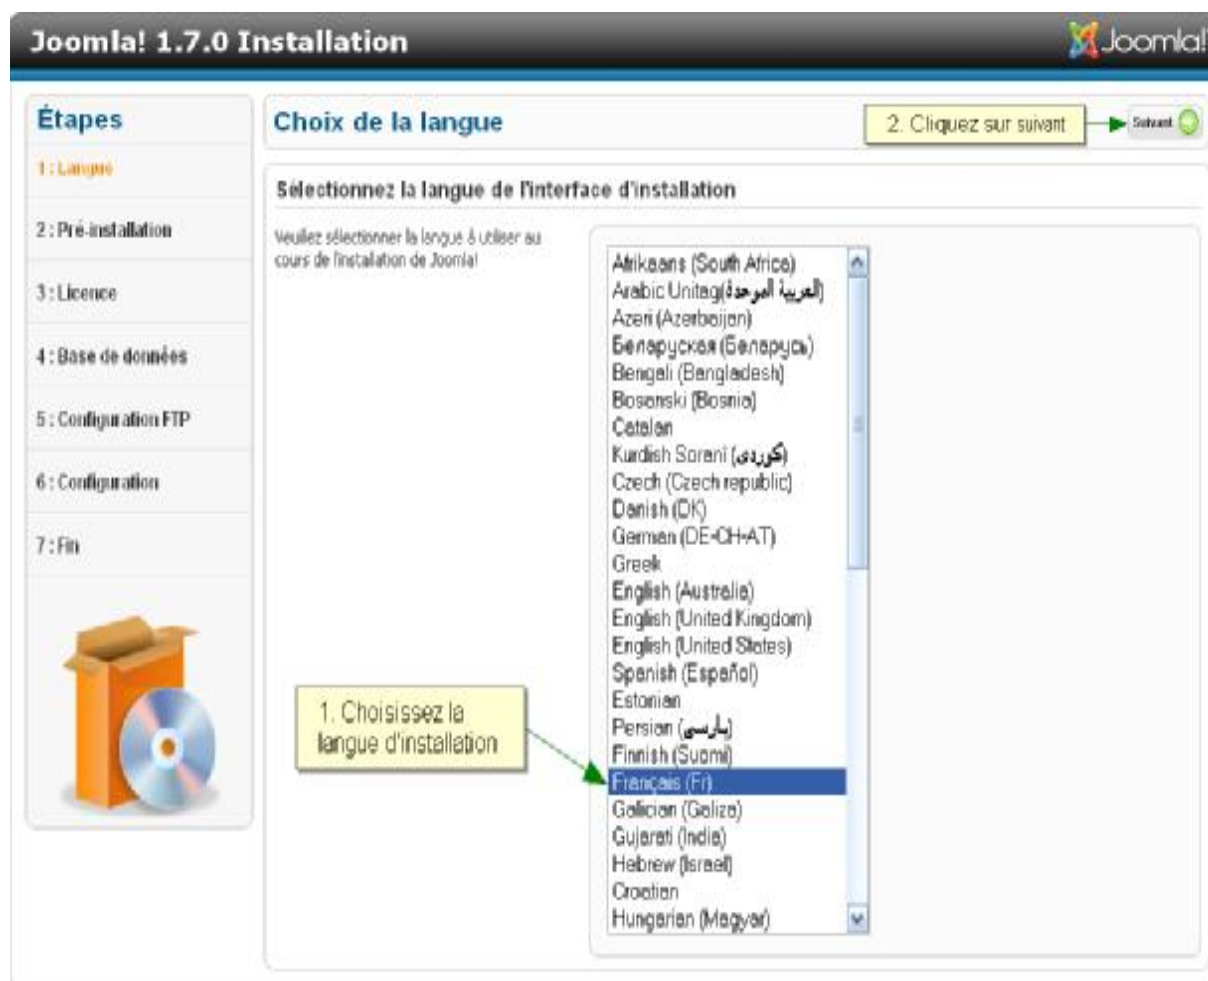 Joomla! 1.7.0 Installation
Joomla!
Étapes
1 : Langue
2 : Pré-installation
3 : Licence
4 : Base de données
5 : Configuration FTP
6 : Configuration
7 : Fin
Choix de la langue
2. Cliquez sur suivant
Suivant
Sélectionnez la langue de l'interface d'installation
Veuillez sélectionner la langue à utiliser au
cours de l'installation de Joomla!
Afrikaans (South Africa)
Arabic Unitag(العربية الموحدة)
Azeri (Azerbaijan)
Беларуская (Беларусь)
Bengali (Bangladesh)
Bosanski (Bosnia)
Catalan
Kurdish Soranî (کوردی)
Czech (Czech republic)
Danish (DK)
German (DE-CH-AT)
Greek
English (Australia)
English (United Kingdom)
English (United States)
Spanish (Español)
Estonian
Persian (پارسی)
Finnish (Suomi)
Français (Fr)
Galician (Galiza)
Gujarati (India)
Hebrew (Israel)
Croatian
Hungarian (Magyar)
1. Choisissez la
langue d'installation